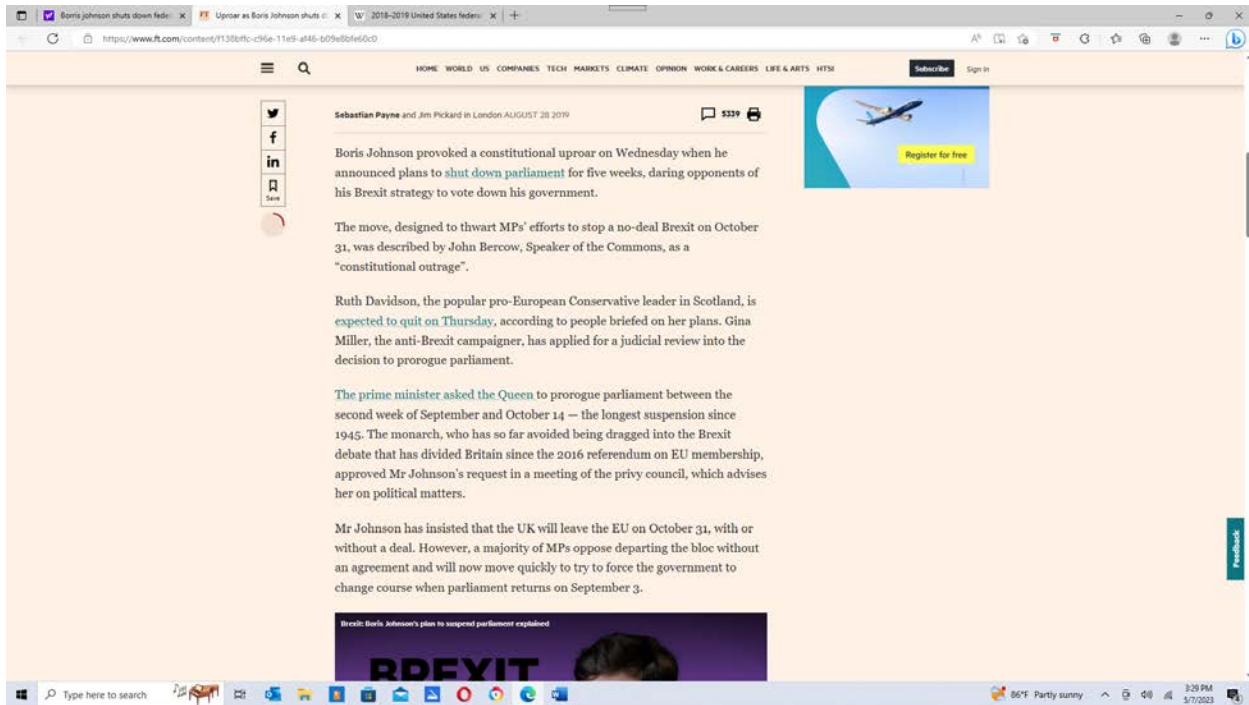 Borris johnson shuts down fede
Uproar as Boris Johnson shuts d
2018–2019 United States federa
https://www.ft.com/content/f138bffc-c96e-11e9-af46-b09e8bfe60c0
HOME WORLD US COMPANIES TECH MARKETS CLIMATE OPINION WORK & CAREERS LIFE & ARTS HTSI
Subscribe
Sign In
Sebastian Payne and Jim Pickard in London AUGUST 28 2019
5339
Save
Register for free
Boris Johnson provoked a constitutional uproar on Wednesday when he
announced plans to shut down parliament for five weeks, daring opponents of
his Brexit strategy to vote down his government.
The move, designed to thwart MPs’ efforts to stop a no-deal Brexit on October
31, was described by John Bercow, Speaker of the Commons, as a
“constitutional outrage”.
Ruth Davidson, the popular pro-European Conservative leader in Scotland, is
expected to quit on Thursday, according to people briefed on her plans. Gina
Miller, the anti-Brexit campaigner, has applied for a judicial review into the
decision to prorogue parliament.
The prime minister asked the Queen to prorogue parliament between the
second week of September and October 14 — the longest suspension since
1945. The monarch, who has so far avoided being dragged into the Brexit
debate that has divided Britain since the 2016 referendum on EU membership,
approved Mr Johnson’s request in a meeting of the privy council, which advises
her on political matters.
Mr Johnson has insisted that the UK will leave the EU on October 31, with or
without a deal. However, a majority of MPs oppose departing the bloc without
an agreement and will now move quickly to try to force the government to
change course when parliament returns on September 3.
Feedback
Brexit: Boris Johnson's plan to suspend parliament explained
BREXIT
Type here to search
86°F Partly sunny
3:29 PM
5/7/2023